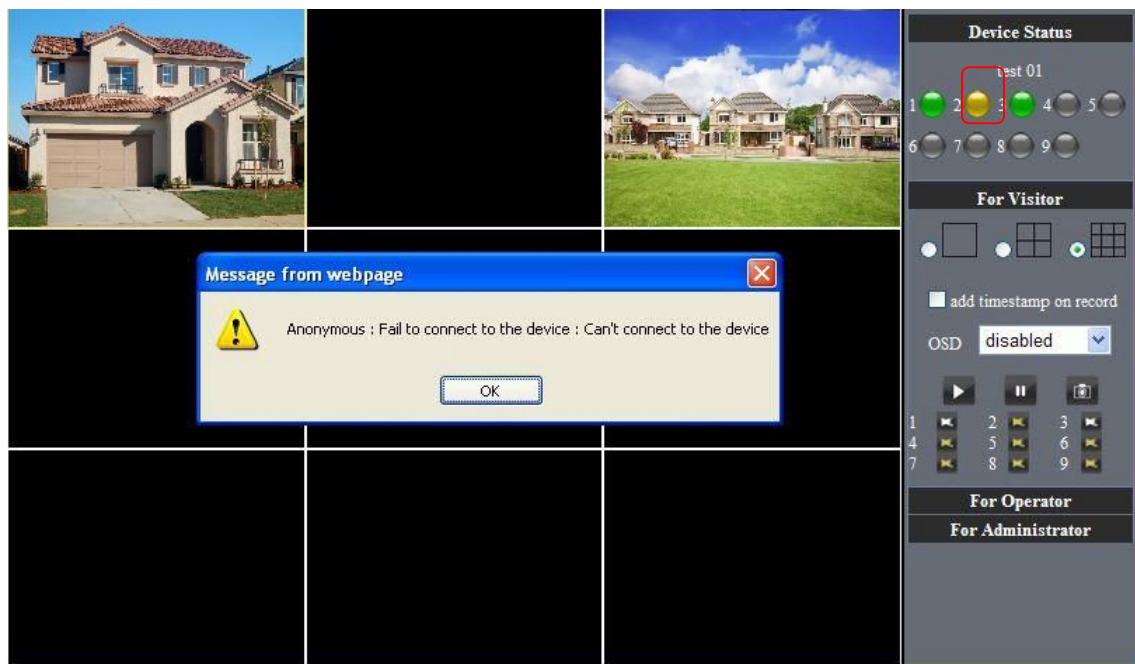 Device Status
test 01
1 2 3 4 5
6 7 8 9
For Visitor
add timestamp on record
OSD disabled
1 2 3
4 5 6
7 8 9
For Operator
For Administrator
Message from webpage
Anonymous : Fail to connect to the device : Can't connect to the device
OK